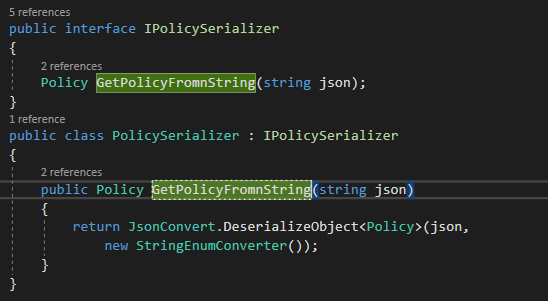 5 references
public interface IPolicySerializer
{
2 references
Policy GetPolicyFromnString(string json);
}
1 reference
public class PolicySerializer : IPolicySerializer
{
2 references
public Policy GetPolicyFromnString(string json)
{
return JsonConvert.DeserializeObject<Policy>(json,
new StringEnumConverter());
}
}